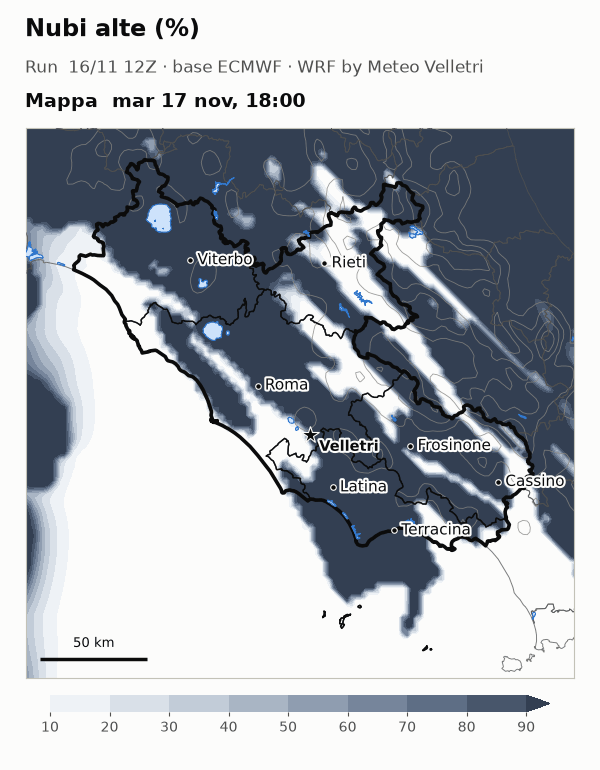 Nubi alte (%)
Run 16/11 12Z · base ECMWF · WRF by Meteo Velletri
Mappa mar 17 nov, 18:00
Viterbo
Rieti
Roma
Velletri
Frosinone
Latina
Cassino
Terracina
50 km
10 20 30 40 50 60 70 80 90